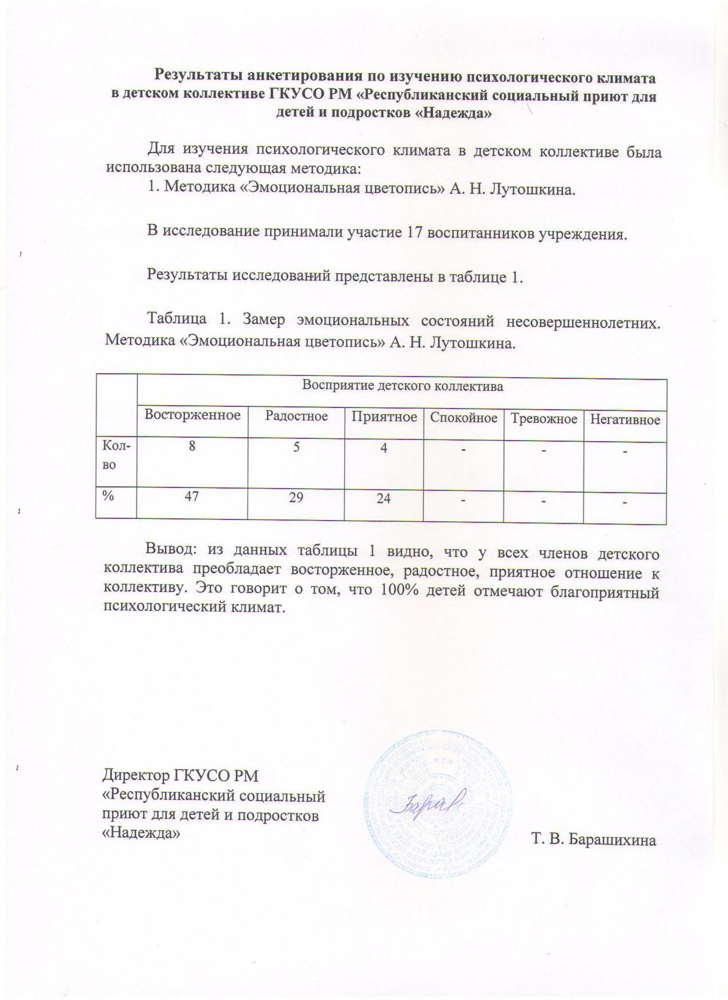 Результаты анкетирования по изучению психологического климата
в детском коллективе ГКУСО РМ «Республиканский социальный приют для
детей и подростков «Надежда»
Для изучения психологического климата в детском коллективе была
использована следующая методика:
1. Методика «Эмоциональная цветопись» А. Н. Лутошкина.
В исследование принимали участие 17 воспитанников учреждения.
Результаты исследований представлены в таблице 1.
Таблица 1. Замер эмоциональных состояний несовершеннолетних.
Методика «Эмоциональная цветопись» А. Н. Лутошкина.
Восприятие детского коллектива
Восторженное Радостное Приятное Спокойное Тревожное Негативное
Кол-
во 8 5 4 - - -
% 47 29 24 - - -
Вывод: из данных таблицы 1 видно, что у всех членов детского
коллектива преобладает восторженное, радостное, приятное отношение к
коллективу. Это говорит о том, что 100% детей отмечают благоприятный
психологический климат.
Директор ГКУСО РМ
«Республиканский социальный
приют для детей и подростков
«Надежда»
Т. В. Барашихина